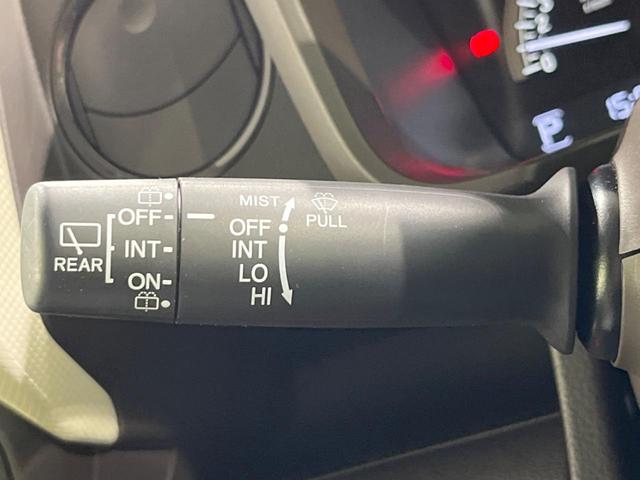 MIST
PULL
OFF
INT
LO
HI
REAR
OFF
INT
ON
P